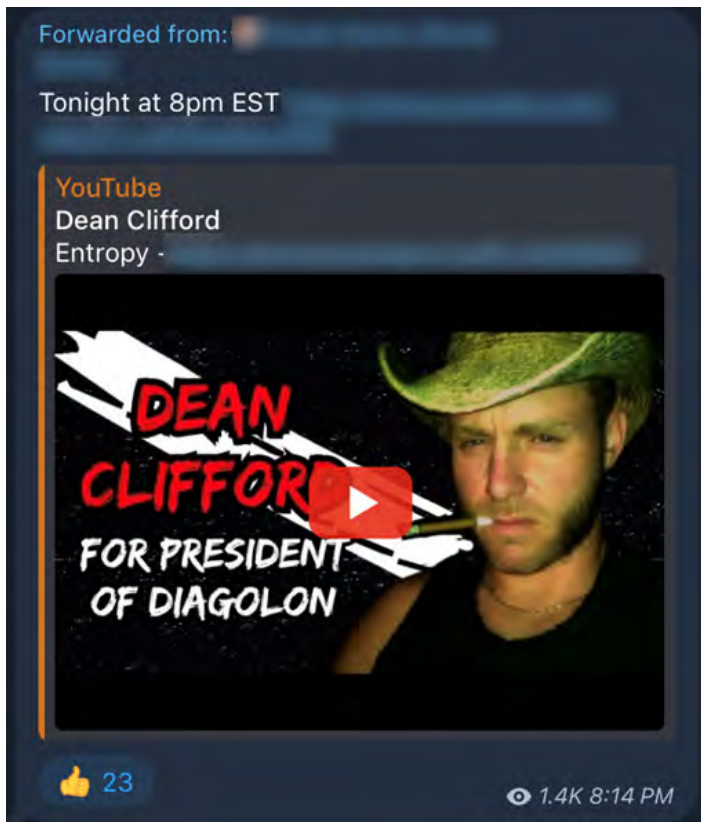 Forwarded from:
Tonight at 8pm EST
YouTube
Dean Clifford
Entropy -
DEAN
CLIFFORD
FOR PRESIDENT
OF DIAGOLON
23
1.4K 8:14 PM